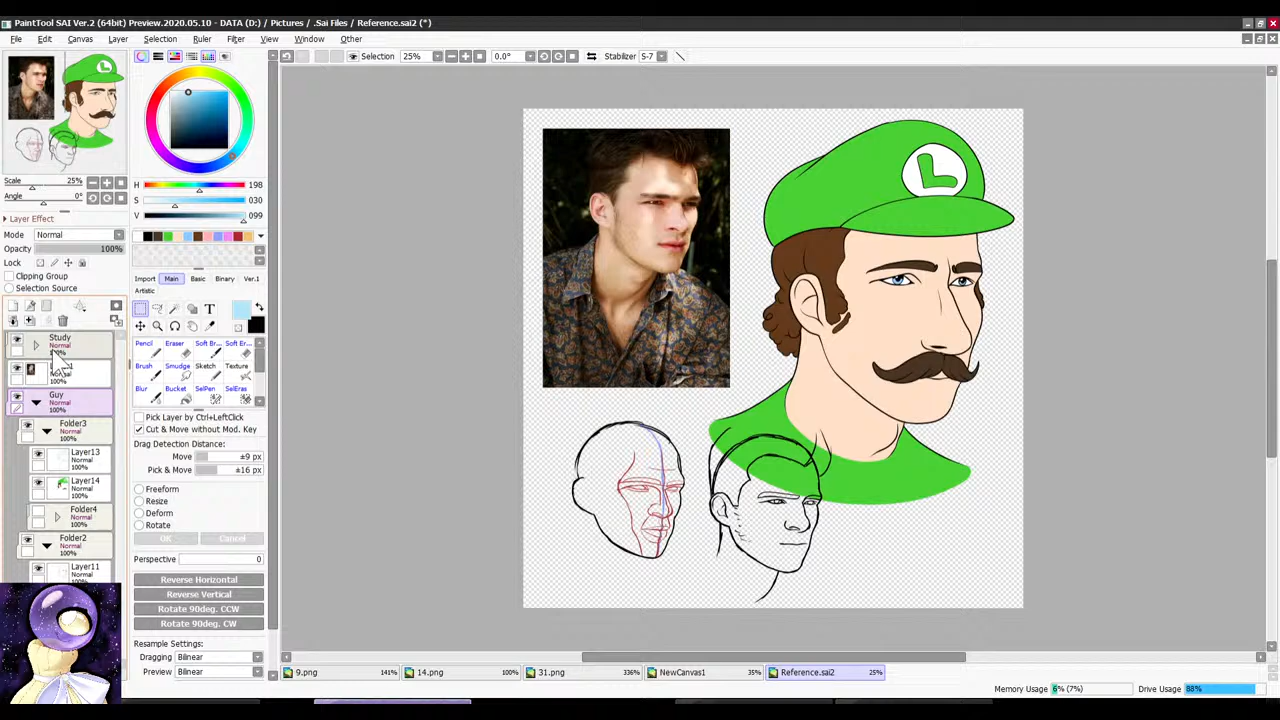 PaintTool SAI Ver.2 (64bit) Preview.2020.05.10 - DATA (D:) / Pictures / .Sai Files / Reference.sai2 (*)
File Edit Canvas Layer Selection Ruler Filter View Window Other
Selection 25% 0.0° Stabilizer S-7
Scale 25%
Angle 0°
Layer Effect
Mode Normal
Opacity 100%
Lock
Clipping Group
Selection Source
Study
Normal
100%
Normal
100%
Guy
Normal
100%
Folder3
Normal
100%
Layer13
Normal
100%
Layer14
Normal
100%
Folder4
Normal
100%
Folder2
Normal
100%
Layer11
Normal
H 198
S 030
V 099
Import Main Basic Binary Ver.1
Artistic
T
Pencil Eraser Soft Br... Soft Er...
Brush Smudge Sketch Texture
Blur Bucket SelPen SelEras
Pick Layer by Ctrl+LeftClick
Cut & Move without Mod. Key
Drag Detection Distance:
Move ±9 px
Pick & Move ±16 px
Freeform
Resize
Deform
Rotate
OK Cancel
Perspective 0
Reverse Horizontal
Reverse Vertical
Rotate 90deg. CCW
Rotate 90deg. CW
Resample Settings:
Dragging Bilinear
Preview Bilinear
L
9.png 141% 14.png 100% 31.png 336% NewCanvas1 35% Reference.sai2 25%
Memory Usage 6% (7%) Drive Usage 88%